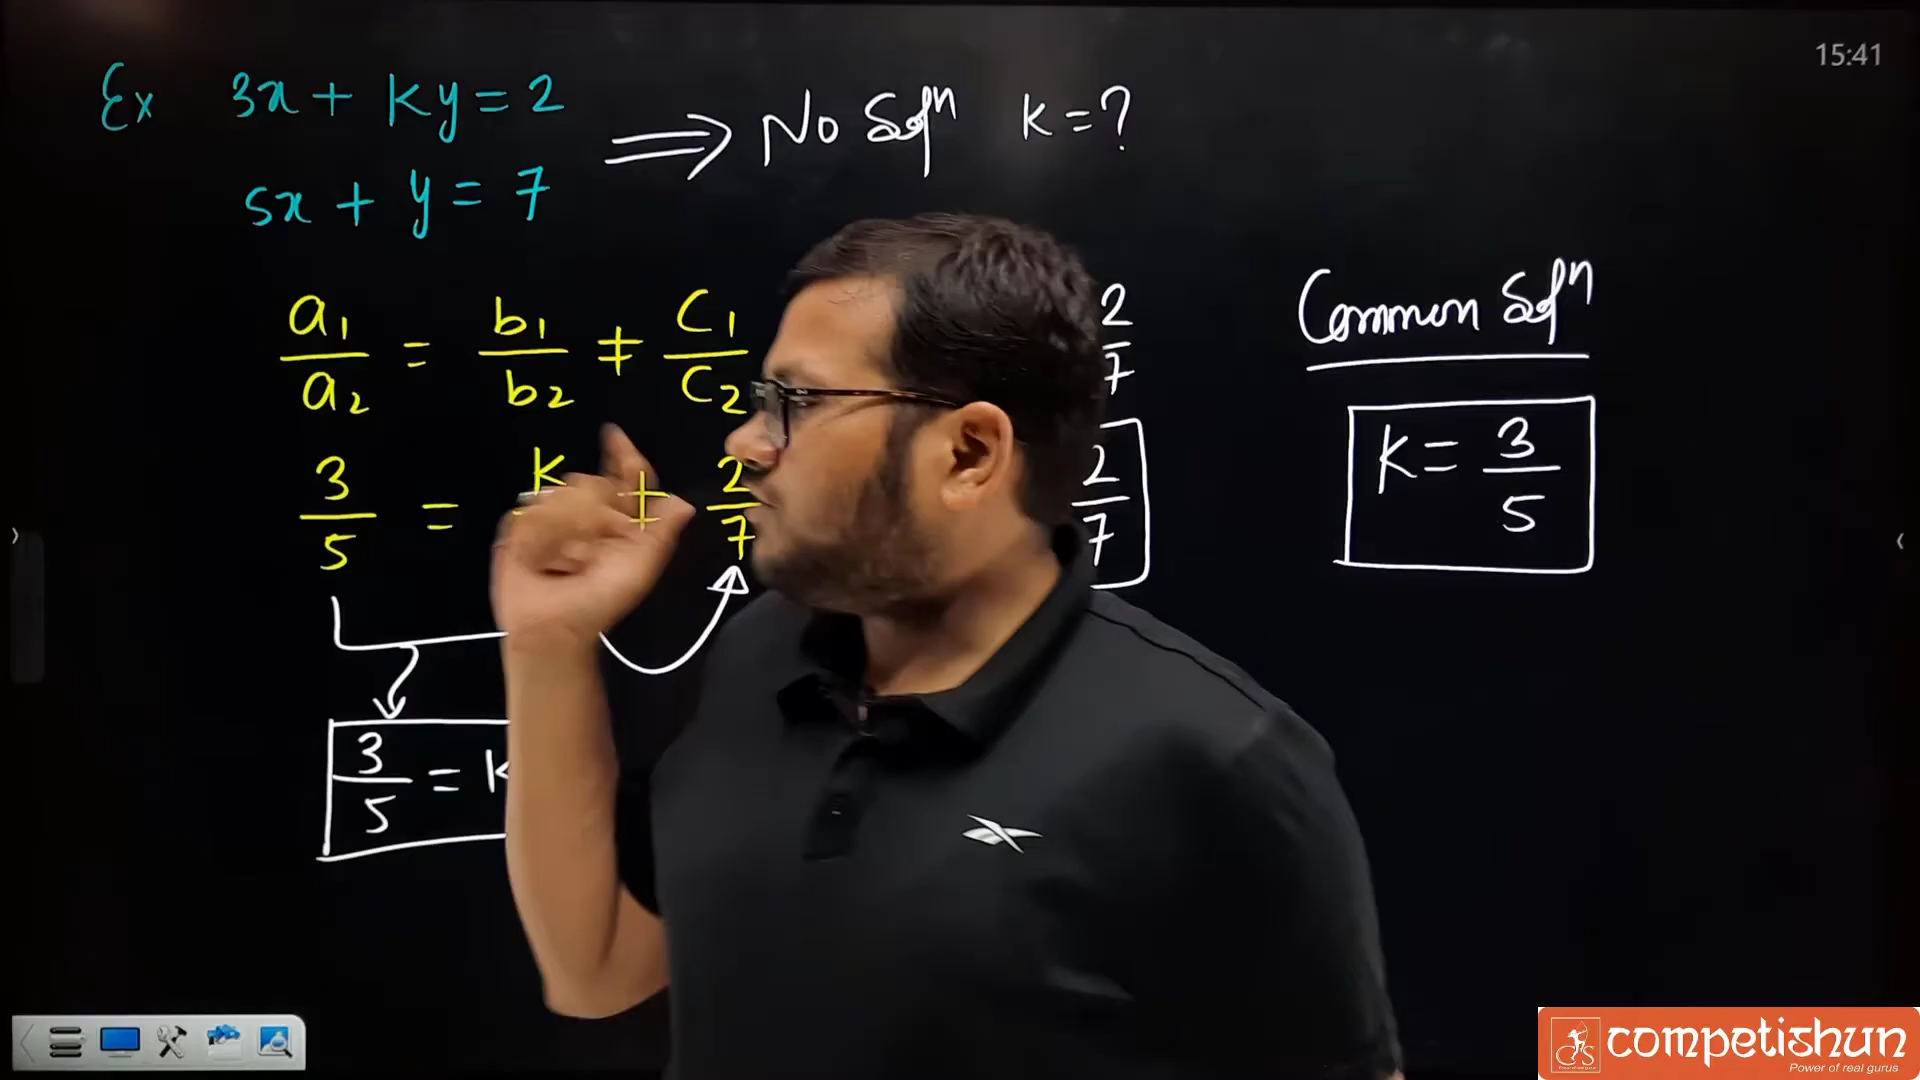 15:41
Ex 3x + ky = 2
5x + y = 7
⟹ No Solⁿ k = ?
a₁/a₂ = b₁/b₂ ≠ c₁/c₂
3/5 = k ≠ 2/7
3/5 = k
2/7
2/7
Common Solⁿ
k = 3/5
competishun
Power of real gurus